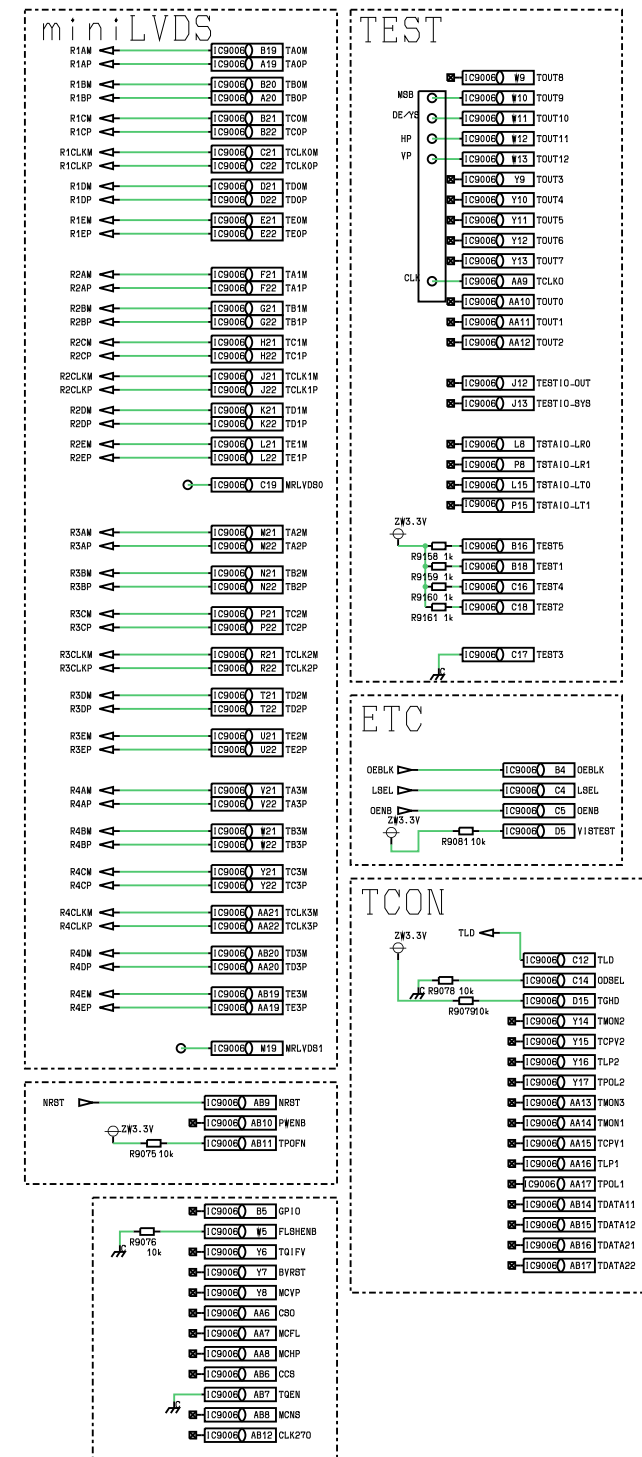 miniLVDS
R1AM IC9006 B19 TA0M
R1AP IC9006 A19 TA0P
R1BM IC9006 B20 TB0M
R1BP IC9006 A20 TB0P
R1CM IC9006 B21 TC0M
R1CP IC9006 B22 TC0P
R1CLKM IC9006 C21 TCLK0M
R1CLKP IC9006 C22 TCLK0P
R1DM IC9006 D21 TD0M
R1DP IC9006 D22 TD0P
R1EM IC9006 E21 TE0M
R1EP IC9006 E22 TE0P
R2AM IC9006 F21 TA1M
R2AP IC9006 F22 TA1P
R2BM IC9006 G21 TB1M
R2BP IC9006 G22 TB1P
R2CM IC9006 H21 TC1M
R2CP IC9006 H22 TC1P
R2CLKM IC9006 J21 TCLK1M
R2CLKP IC9006 J22 TCLK1P
R2DM IC9006 K21 TD1M
R2DP IC9006 K22 TD1P
R2EM IC9006 L21 TE1M
R2EP IC9006 L22 TE1P
IC9006 C19 MRLVDS0
R3AM IC9006 M21 TA2M
R3AP IC9006 M22 TA2P
R3BM IC9006 N21 TB2M
R3BP IC9006 N22 TB2P
R3CM IC9006 P21 TC2M
R3CP IC9006 P22 TC2P
R3CLKM IC9006 R21 TCLK2M
R3CLKP IC9006 R22 TCLK2P
R3DM IC9006 T21 TD2M
R3DP IC9006 T22 TD2P
R3EM IC9006 U21 TE2M
R3EP IC9006 U22 TE2P
R4AM IC9006 V21 TA3M
R4AP IC9006 V22 TA3P
R4BM IC9006 W21 TB3M
R4BP IC9006 W22 TB3P
R4CM IC9006 Y21 TC3M
R4CP IC9006 Y22 TC3P
R4CLKM IC9006 AA21 TCLK3M
R4CLKP IC9006 AA22 TCLK3P
R4DM IC9006 AB20 TD3M
R4DP IC9006 AA20 TD3P
R4EM IC9006 AB19 TE3M
R4EP IC9006 AA19 TE3P
IC9006 M19 MRLVDS1
NRST IC9006 AB9 NRST
IC9006 AB10 PWENB
ZW3.3V
IC9006 AB11 TPOFN
R9075 10k
IC9006 B5 GPIO
IC9006 W5 FLSHENB
R9076 10k
IC9006 Y6 TQIFV
IC9006 Y7 BVRST
IC9006 Y8 MCVP
IC9006 AA6 CSO
IC9006 AA7 MCFL
IC9006 AA8 MCHP
IC9006 AB6 CCS
IC9006 AB7 TQEN
IC9006 AB8 MCNS
IC9006 AB12 CLK270
TEST
IC9006 W9 TOUT8
MSB IC9006 W10 TOUT9
DE/YS IC9006 W11 TOUT10
HP IC9006 W12 TOUT11
VP IC9006 W13 TOUT12
IC9006 Y9 TOUT3
IC9006 Y10 TOUT4
IC9006 Y11 TOUT5
IC9006 Y12 TOUT6
IC9006 Y13 TOUT7
CLK IC9006 AA9 TCLKO
IC9006 AA10 TOUT0
IC9006 AA11 TOUT1
IC9006 AA12 TOUT2
IC9006 J12 TESTIO_OUT
IC9006 J13 TESTIO_SYS
IC9006 L8 TSTAIO_LR0
IC9006 P8 TSTAIO_LR1
IC9006 L15 TSTAIO_LT0
IC9006 P15 TSTAIO_LT1
ZW3.3V
IC9006 B16 TEST5
R9158 1k
IC9006 B18 TEST1
R9159 1k
IC9006 C16 TEST4
R9160 1k
IC9006 C18 TEST2
R9161 1k
IC9006 C17 TEST3
C
ETC
OEBLK IC9006 B4 OEBLK
LSEL IC9006 C4 LSEL
OENB IC9006 C5 OENB
ZW3.3V
IC9006 D5 VISTEST
R9081 10k
TCON
ZW3.3V
TLD
IC9006 C12 TLD
IC9006 C14 ODSEL
C R9078 10k
IC9006 D15 TGHD
R9079 10k
IC9006 Y14 TMON2
IC9006 Y15 TCPV2
IC9006 Y16 TLP2
IC9006 Y17 TPOL2
IC9006 AA13 TMON3
IC9006 AA14 TMON1
IC9006 AA15 TCPV1
IC9006 AA16 TLP1
IC9006 AA17 TPOL1
IC9006 AB14 TDATA11
IC9006 AB15 TDATA12
IC9006 AB16 TDATA21
IC9006 AB17 TDATA22